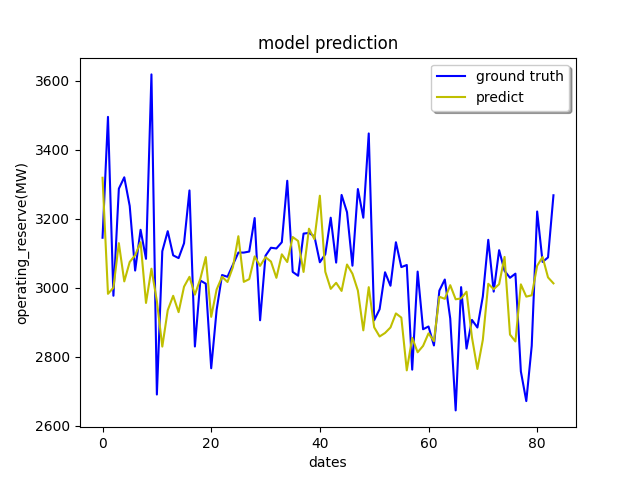 model prediction
ground truth
predict
3600
3400
3200
3000
2800
2600
operating_reserve(MW)
0 20 40 60 80
dates